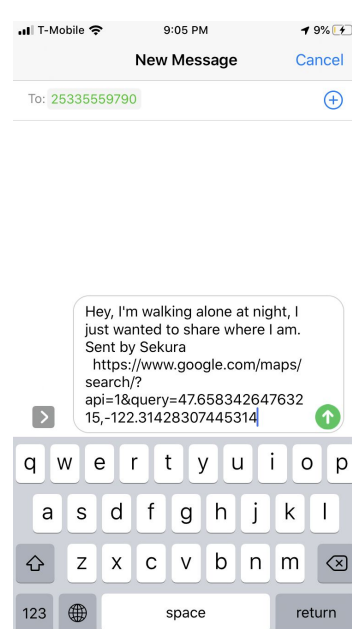 T-Mobile 9:05 PM 9%
New Message Cancel
To: 25335559790
Hey, I'm walking alone at night, I
just wanted to share where I am.
Sent by Sekura
https://www.google.com/maps/
search/?
api=1&query=47.658342647632
15,-122.31428307445314
q w e r t y u i o p
a s d f g h j k l
z x c v b n m
123 space return